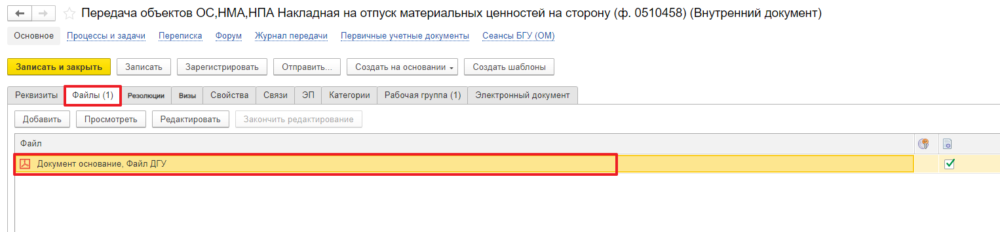 Передача объектов ОС,НМА,НПА Накладная на отпуск материальных ценностей на сторону (ф. 0510458) (Внутренний документ)
Основное Процессы и задачи Переписка Форум Журнал передачи Первичные учетные документы Сеансы БГУ (ОМ)
Записать и закрыть Записать Зарегистрировать Отправить... Создать на основании Создать шаблоны
Реквизиты Файлы (1) Резолюции Визы Свойства Связи ЭП Категории Рабочая группа (1) Электронный документ
Добавить Просмотреть Редактировать Закончить редактирование
Файл
Документ основание, Файл ДГУ